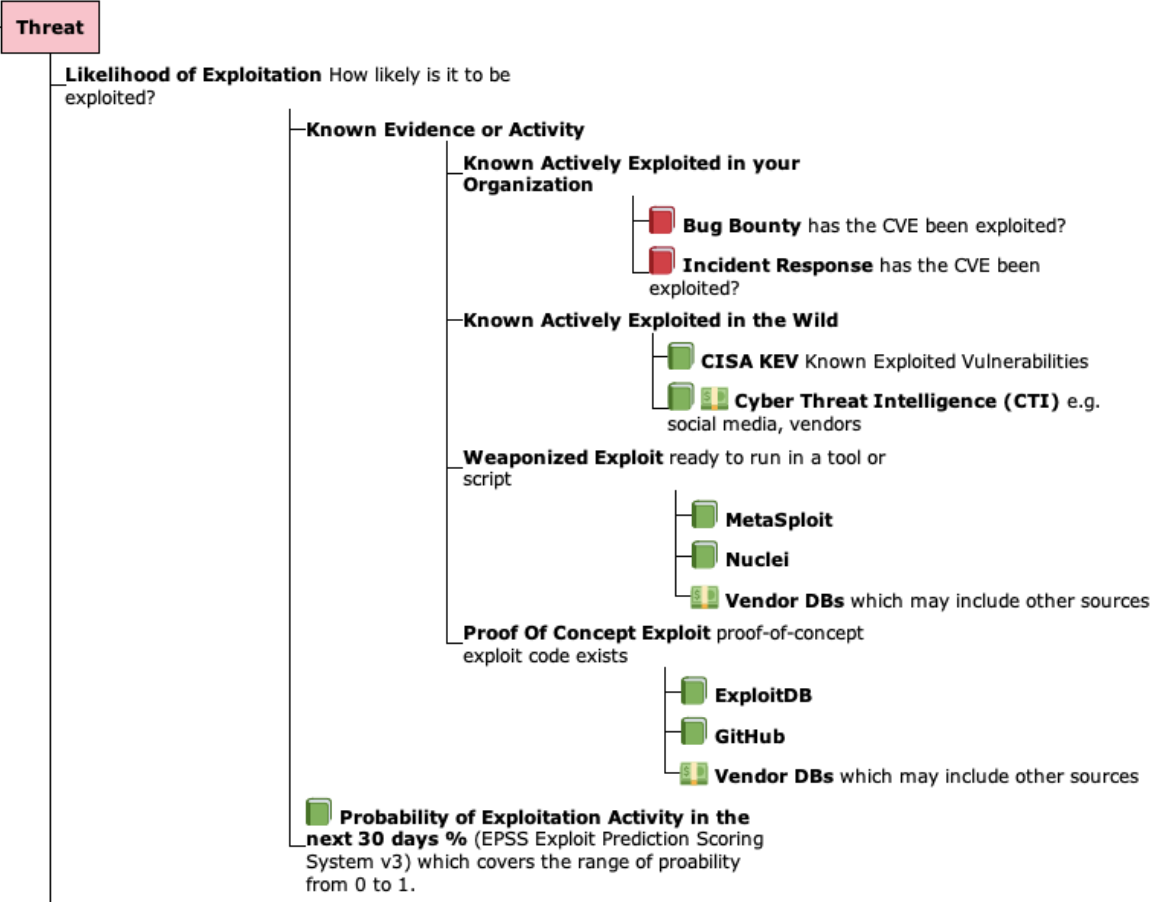 Threat
Likelihood of Exploitation How likely is it to be
exploited?
Known Evidence or Activity
Known Actively Exploited in your
Organization
Bug Bounty has the CVE been exploited?
Incident Response has the CVE been
exploited?
Known Actively Exploited in the Wild
CISA KEV Known Exploited Vulnerabilities
Cyber Threat Intelligence (CTI) e.g.
social media, vendors
Weaponized Exploit ready to run in a tool or
script
MetaSploit
Nuclei
Vendor DBs which may include other sources
Proof Of Concept Exploit proof-of-concept
exploit code exists
ExploitDB
GitHub
Vendor DBs which may include other sources
Probability of Exploitation Activity in the
next 30 days % (EPSS Exploit Prediction Scoring
System v3) which covers the range of proability
from 0 to 1.